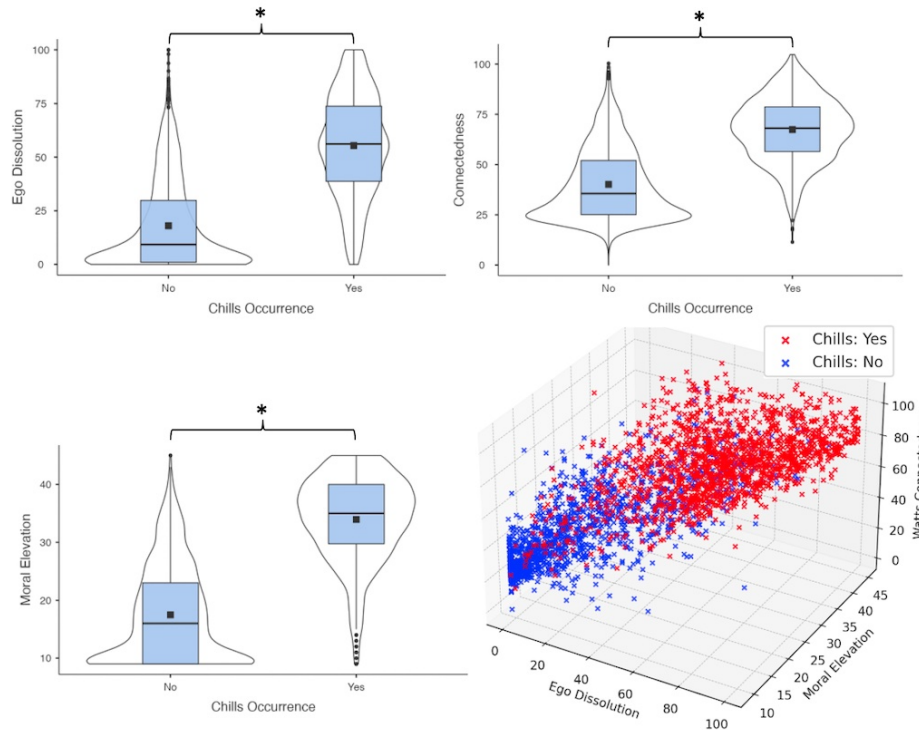 *
100
75
50
25
0
Ego Dissolution
No
Yes
Chills Occurrence
*
100
75
50
25
0
Connectedness
No
Yes
Chills Occurrence
*
40
30
20
10
Moral Elevation
No
Yes
Chills Occurrence
Chills: Yes
Chills: No
100
80
60
40
20
0
Watts
45
40
35
30
25
20
15
10
Moral Elevation
0
20
40
60
80
100
Ego Dissolution